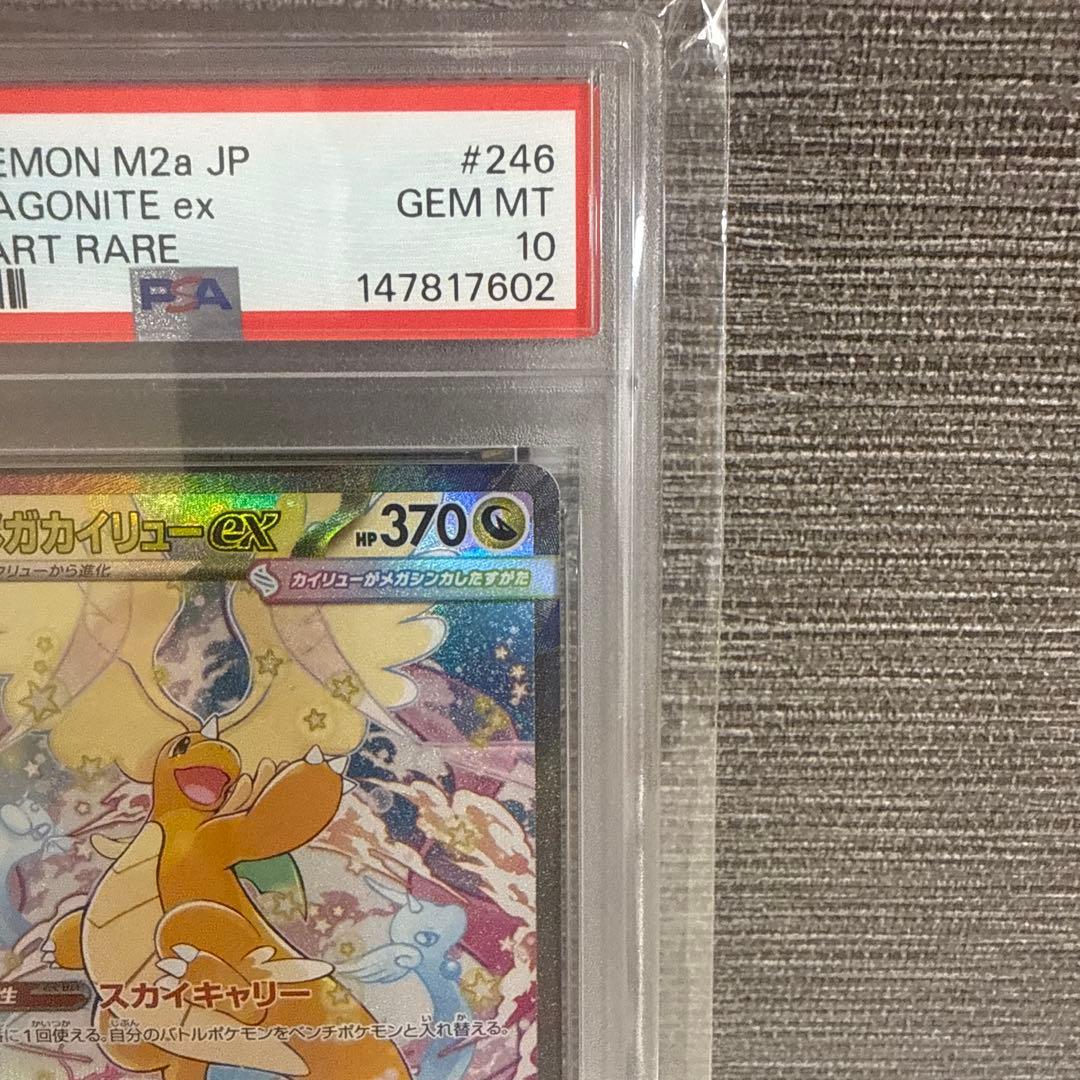 EMON M2a JP #246
AGONITE ex GEM MT
ART RARE 10
PSA 147817602
メガカイリューex HP 370
リューから進化
カイリューがメガシンカしたすがた
スカイキャリー
に1回使える。自分のバトルポケモンをベンチポケモンと入れ替える。